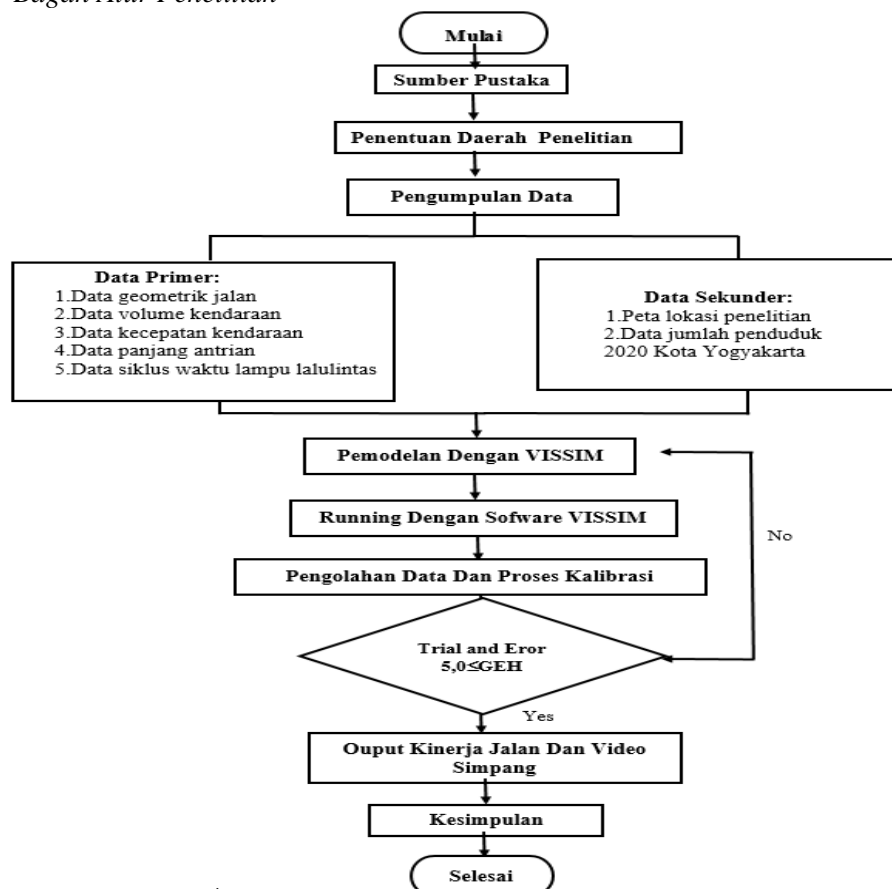 Bagan Alur Penelitian
Mulai
Sumber Pustaka
Penentuan Daerah Penelitian
Pengumpulan Data
Data Primer:
1.Data geometrik jalan
2.Data volume kendaraan
3.Data kecepatan kendaraan
4.Data panjang antrian
5.Data siklus waktu lampu lalulintas
Data Sekunder:
1.Peta lokasi penelitian
2.Data jumlah penduduk
2020 Kota Yogyakarta
Pemodelan Dengan VISSIM
Running Dengan Sofware VISSIM
No
Pengolahan Data Dan Proses Kalibrasi
Trial and Eror
5,0≤GEH
Yes
Ouput Kinerja Jalan Dan Video
Simpang
Kesimpulan
Selesai